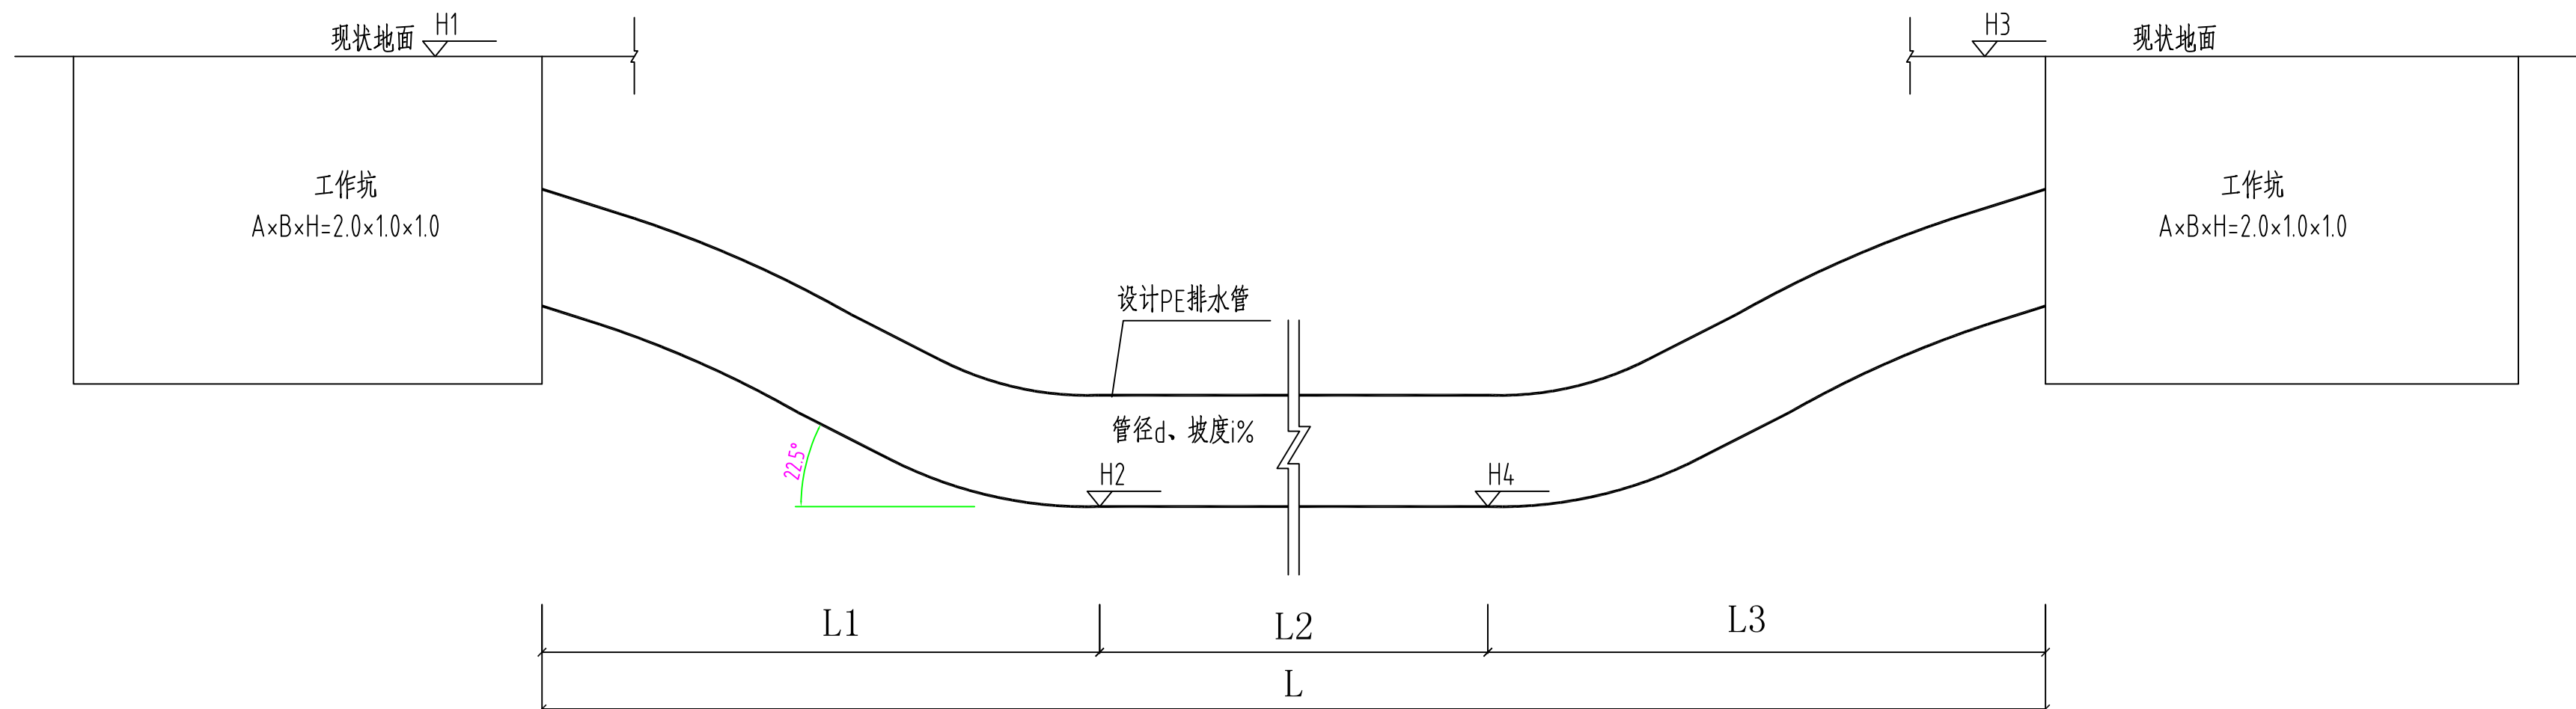 现状地面
H1
H3
现状地面
工作坑
A×B×H=2.0×1.0×1.0
工作坑
A×B×H=2.0×1.0×1.0
设计PE排水管
管径d、坡度i%
22.5°
H2
H4
L1
L2
L3
L